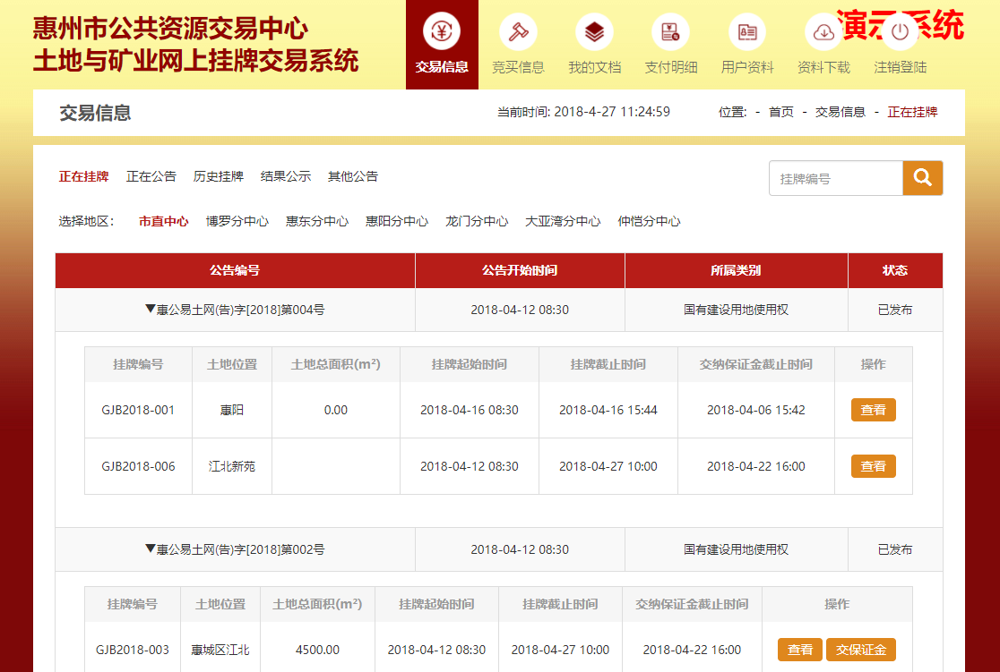 惠州市公共资源交易中心
土地与矿业网上挂牌交易系统
演示系统
交易信息 竞买信息 我的文档 支付明细 用户资料 资料下载 注销登陆
交易信息
当前时间: 2018-4-27 11:24:59
位置: - 首页 - 交易信息 - 正在挂牌
正在挂牌 正在公告 历史挂牌 结果公示 其他公告
挂牌编号
选择地区: 市直中心 博罗分中心 惠东分中心 惠阳分中心 龙门分中心 大亚湾分中心 仲恺分中心
公告编号 公告开始时间 所属类别 状态
▼惠公易土网(告)字[2018]第004号 2018-04-12 08:30 国有建设用地使用权 已发布
挂牌编号 土地位置 土地总面积(m²) 挂牌起始时间 挂牌截止时间 交纳保证金截止时间 操作
GJB2018-001 惠阳 0.00 2018-04-16 08:30 2018-04-16 15:44 2018-04-06 15:42 查看
GJB2018-006 江北新苑 2018-04-12 08:30 2018-04-27 10:00 2018-04-22 16:00 查看
▼惠公易土网(告)字[2018]第002号 2018-04-12 08:30 国有建设用地使用权 已发布
挂牌编号 土地位置 土地总面积(m²) 挂牌起始时间 挂牌截止时间 交纳保证金截止时间 操作
GJB2018-003 惠城区江北 4500.00 2018-04-12 08:30 2018-04-27 10:00 2018-04-22 16:00 查看 交保证金